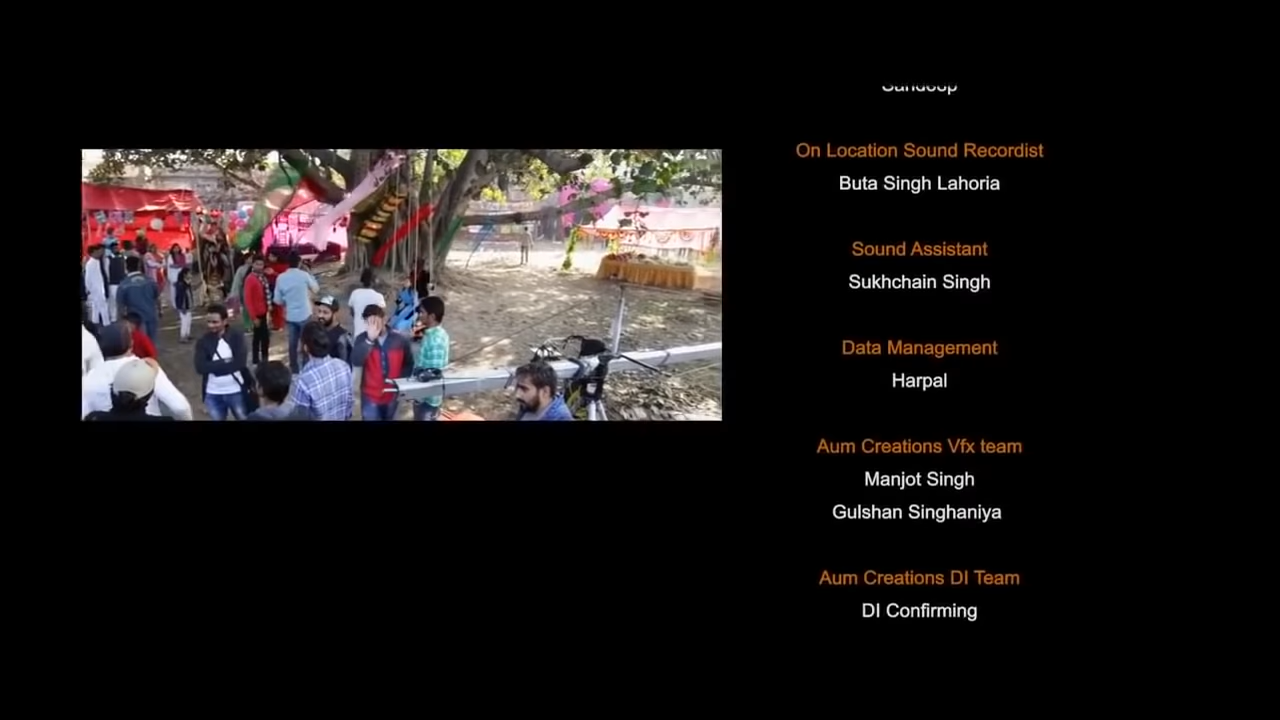 On Location Sound Recordist
Buta Singh Lahoria
Sound Assistant
Sukhchain Singh
Data Management
Harpal
Aum Creations Vfx team
Manjot Singh
Gulshan Singhaniya
Aum Creations DI Team
DI Confirming